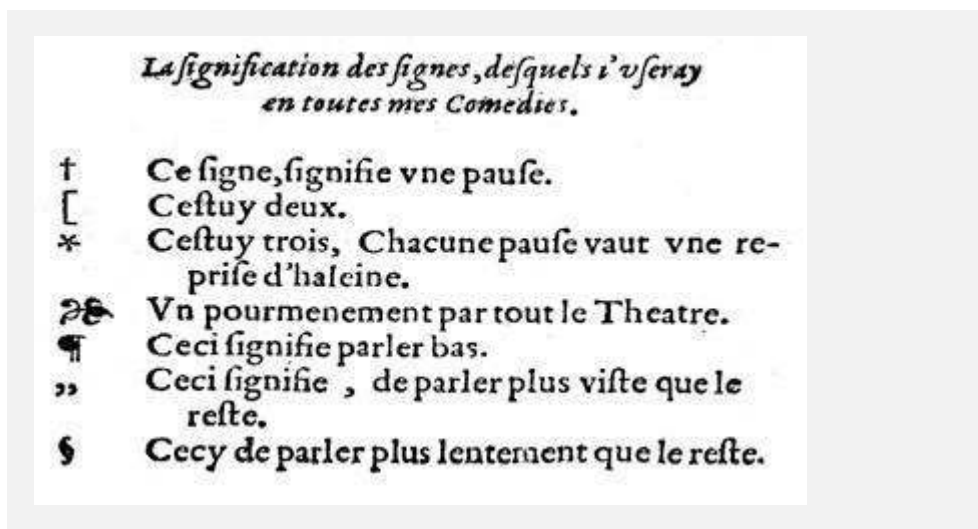 La ſignification des ſignes, deſquels i'vſeray
en toutes mes Comedies.
† Ce ſigne, ſignifie vne pauſe.
[ Ceſtuy deux.
* Ceſtuy trois, Chacune pauſe vaut vne re-
priſe d'haleine.
❧ Vn pourmenement par tout le Theatre.
¶ Ceci ſignifie parler bas.
„ Ceci ſignifie , de parler plus viſte que le
reſte.
§ Cecy de parler plus lentement que le reſte.